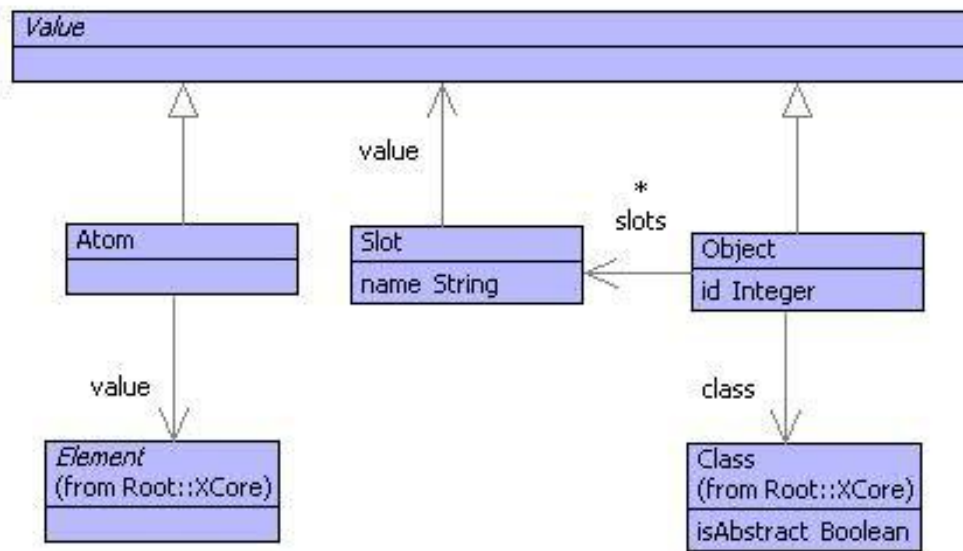 Value
value
*
slots
Atom
Slot
name String
Object
id Integer
value
class
Element
(from Root::XCore)
Class
(from Root::XCore)
isAbstract Boolean